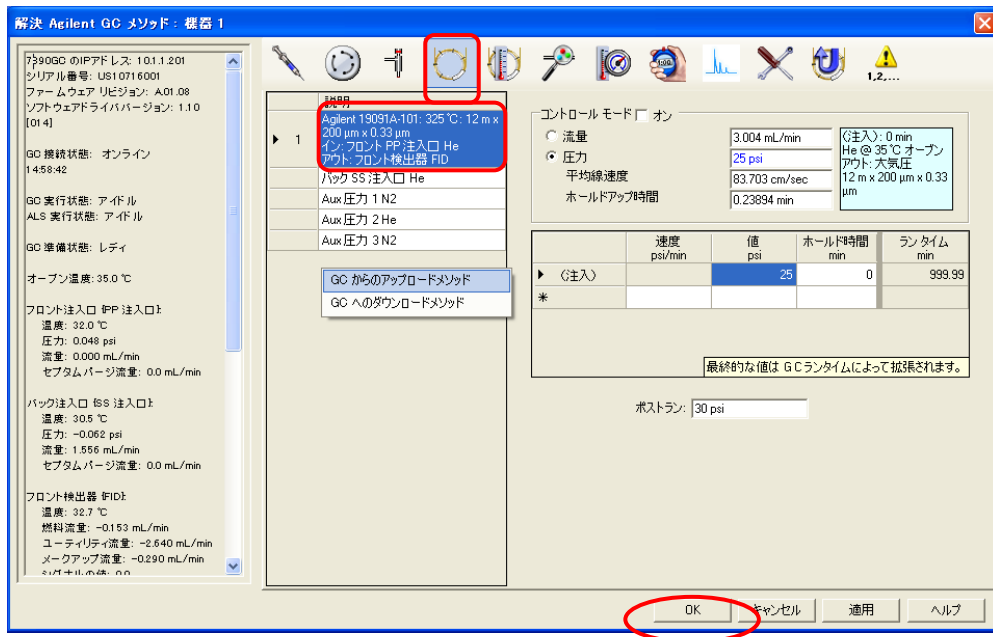 解決 Agilent GC メソッド: 機器 1
7890GC のIPアドレス: 10.1.1.201
シリアル番号: US10716001
ファームウェア リビジョン: A.01.08
ソフトウェアドライババージョン: 1.10
[014]
GC 接続状態: オンライン
14:58:42
GC 実行状態: アイドル
ALS 実行状態: アイドル
GC 準備状態: レディ
オーブン温度: 35.0 ℃
フロント注入口 (PP 注入口):
温度: 32.0 ℃
圧力: 0.048 psi
流量: 0.000 mL/min
セプタムパージ流量: 0.0 mL/min
バック注入口 (SS 注入口):
温度: 30.5 ℃
圧力: -0.062 psi
流量: 1.556 mL/min
セプタムパージ流量: 0.0 mL/min
フロント検出器 (FID):
温度: 32.7 ℃
燃料流量: -0.153 mL/min
ユーティリティ流量: -2.640 mL/min
メークアップ流量: -0.290 mL/min
シグナルの値: 0.0
1:00
1,2,...
説明
1
Agilent 19091A-101: 325 ℃: 12 m x
200 µm x 0.33 µm
イン: フロント PP 注入口 He
アウト: フロント検出器 FID
バック SS 注入口 He
Aux 圧力 1 N2
Aux 圧力 2 He
Aux 圧力 3 N2
GC からのアップロードメソッド
GC へのダウンロードメソッド
コントロール モード オン
流量 3.004 mL/min
圧力 25 psi
平均線速度 83.703 cm/sec
ホールドアップ時間 0.23894 min
(注入): 0 min
He @ 35 ℃ オーブン
アウト: 大気圧
12 m x 200 µm x 0.33
µm
速度 値 ホールド時間 ランタイム
psi/min psi min min
(注入) 25 0 999.99
*
最終的な値は GCランタイムによって拡張されます。
ポストラン: 30 psi
OK キャンセル 適用 ヘルプ